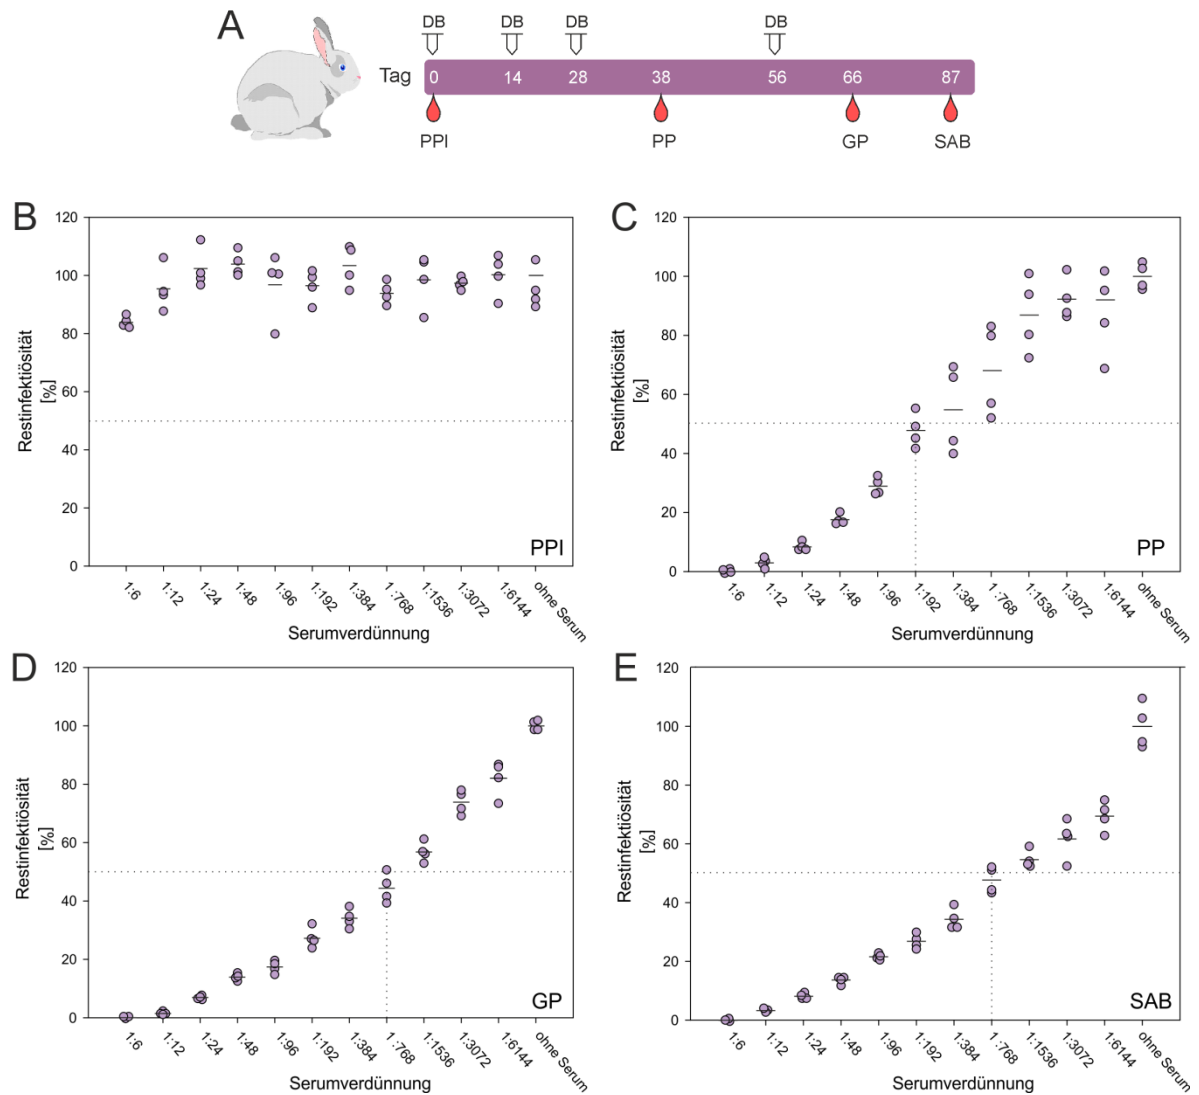 A
DB DB DB DB
Tag 0 14 28 38 56 66 87
PPI PP GP SAB
B
120
100
80
60
40
20
0
Restinfektiösität
[%]
PPI
1:6 1:12 1:24 1:48 1:96 1:192 1:384 1:768 1:1536 1:3072 1:6144 ohne Serum
Serumverdünnung
C
120
100
80
60
40
20
0
Restinfektiösität
[%]
PP
1:6 1:12 1:24 1:48 1:96 1:192 1:384 1:768 1:1536 1:3072 1:6144 ohne Serum
Serumverdünnung
D
120
100
80
60
40
20
0
Restinfektiösität
[%]
GP
1:6 1:12 1:24 1:48 1:96 1:192 1:384 1:768 1:1536 1:3072 1:6144 ohne Serum
Serumverdünnung
E
120
100
80
60
40
20
0
Restinfektiösität
[%]
SAB
1:6 1:12 1:24 1:48 1:96 1:192 1:384 1:768 1:1536 1:3072 1:6144 ohne Serum
Serumverdünnung